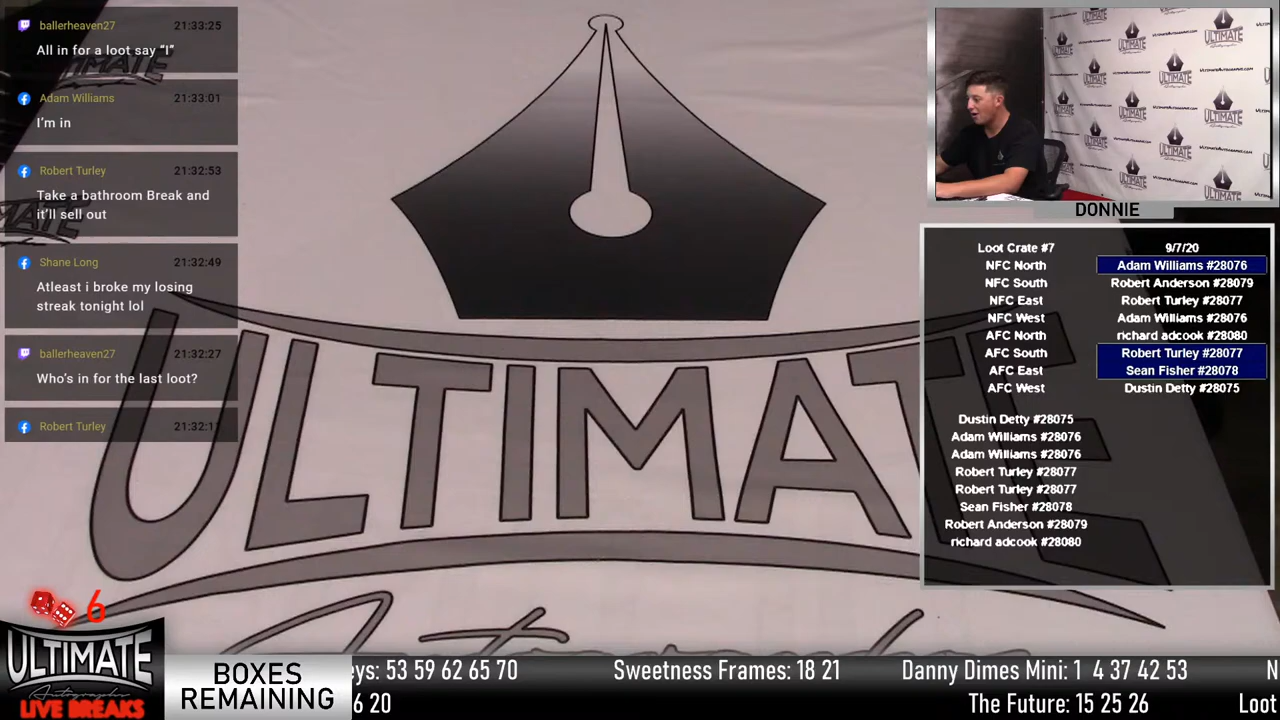 ballerheaven27 21:33:25
All in for a loot say “I”
Adam Williams 21:33:01
I’m in
Robert Turley 21:32:53
Take a bathroom Break and
it’ll sell out
Shane Long 21:32:49
Atleast i broke my losing
streak tonight lol
ballerheaven27 21:32:27
Who’s in for the last loot?
Robert Turley 21:32:11
ULTIMATE
DONNIE
Loot Crate #7 9/7/20
NFC North Adam Williams #28076
NFC South Robert Anderson #28079
NFC East Robert Turley #28077
NFC West Adam Williams #28076
AFC North richard adcook #28080
AFC South Robert Turley #28077
AFC East Sean Fisher #28078
AFC West Dustin Detty #28075
Dustin Detty #28075
Adam Williams #28076
Adam Williams #28076
Robert Turley #28077
Robert Turley #28077
Sean Fisher #28078
Robert Anderson #28079
richard adcook #28080
ULTIMAT
6
ULTIMATE
Autographs
LIVE BREAKS
BOXES
REMAINING
eys: 53 59 62 65 70 Sweetness Frames: 18 21 Danny Dimes Mini: 1 4 37 42 53 N
6 20 The Future: 15 25 26 Loot